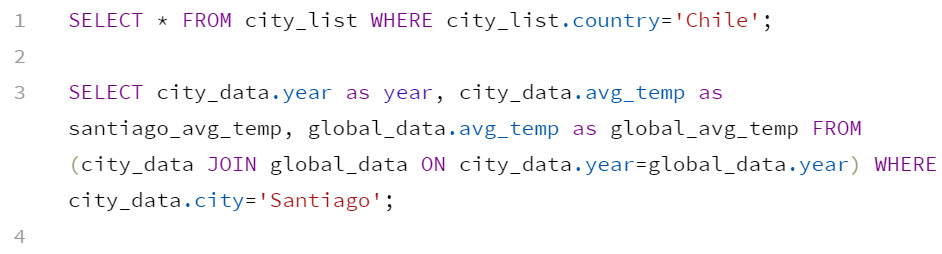 1 SELECT * FROM city_list WHERE city_list.country='Chile';
2
3 SELECT city_data.year as year, city_data.avg_temp as
santiago_avg_temp, global_data.avg_temp as global_avg_temp FROM
(city_data JOIN global_data ON city_data.year=global_data.year) WHERE
city_data.city='Santiago';
4